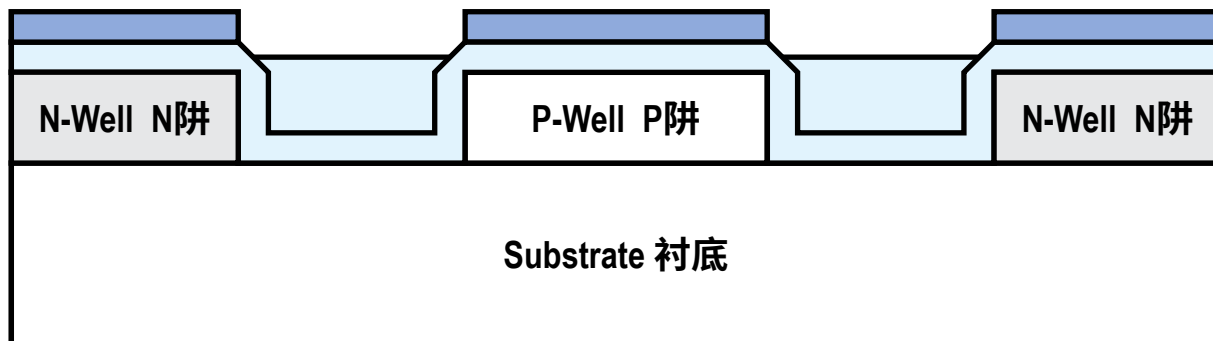 N-Well N阱
P-Well P阱
N-Well N阱
Substrate 衬底